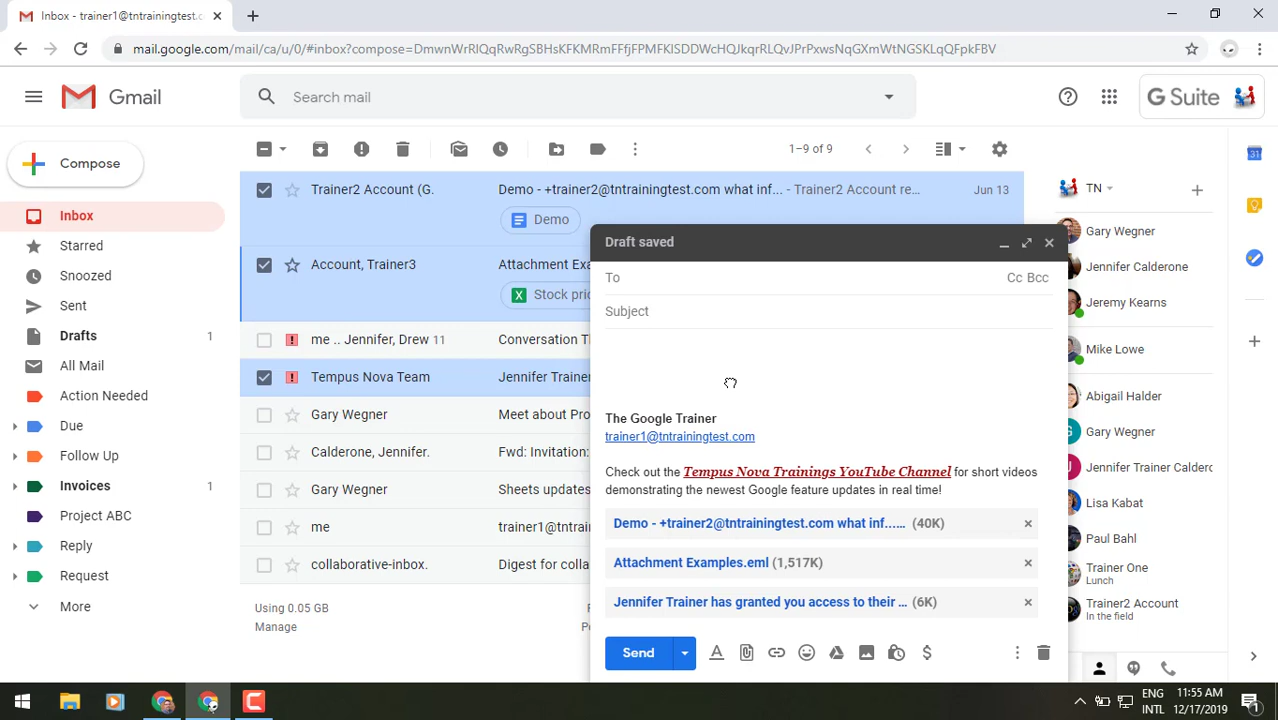 Inbox - trainer1@tntrainingtest.c
mail.google.com/mail/ca/u/0/#inbox?compose=DmwnWrRlQqRwRgSBHsKFKMRmFFfjFPMFKlSDDWcHQJkqrRLQvJPrPxwsNqGXmWtNGSKLqQFpkFBV
Gmail
Search mail
G Suite
Compose
1–9 of 9
Inbox
Starred
Snoozed
Sent
Drafts 1
All Mail
Action Needed
Due
Follow Up
Invoices 1
Project ABC
Reply
Request
More
Trainer2 Account (G. Demo - +trainer2@tntrainingtest.com what inf... - Trainer2 Account re... Jun 13
Demo
Account, Trainer3 Attachment Exa
Stock pric
me .. Jennifer, Drew 11 Conversation Th
Tempus Nova Team Jennifer Traine
Gary Wegner Meet about Pro
Calderone, Jennifer. Fwd: Invitation:
Gary Wegner Sheets updates
me trainer1@tntrain
collaborative-inbox. Digest for colla
Using 0.05 GB
Manage
Draft saved
To
Cc Bcc
Subject
The Google Trainer
trainer1@tntrainingtest.com
Check out the Tempus Nova Trainings YouTube Channel for short videos
demonstrating the newest Google feature updates in real time!
Demo - +trainer2@tntrainingtest.com what inf...... (40K)
Attachment Examples.eml (1,517K)
Jennifer Trainer has granted you access to their ... (6K)
Send
TN
Gary Wegner
Jennifer Calderone
Jeremy Kearns
Mike Lowe
Abigail Halder
Gary Wegner
Jennifer Trainer Calderc
Lisa Kabat
Paul Bahl
Trainer One
Lunch
Trainer2 Account
In the field
ENG
INTL
11:55 AM
12/17/2019